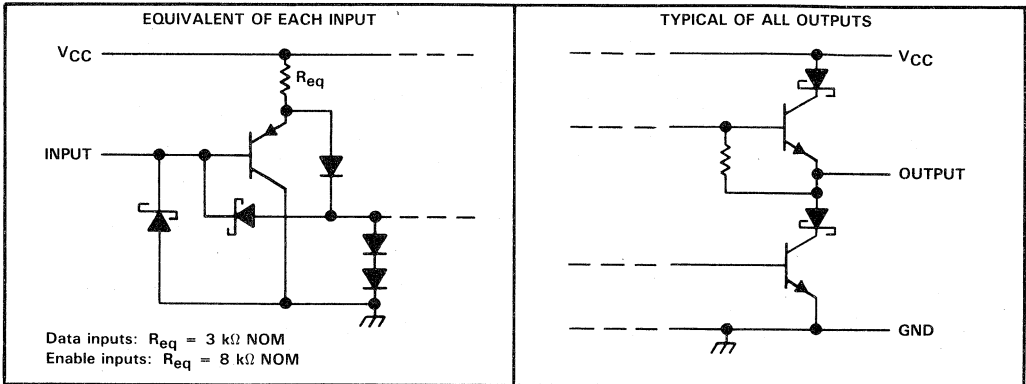 EQUIVALENT OF EACH INPUT
VCC
Req
INPUT
Data inputs: Req = 3 kΩ NOM
Enable inputs: Req = 8 kΩ NOM
TYPICAL OF ALL OUTPUTS
VCC
OUTPUT
GND